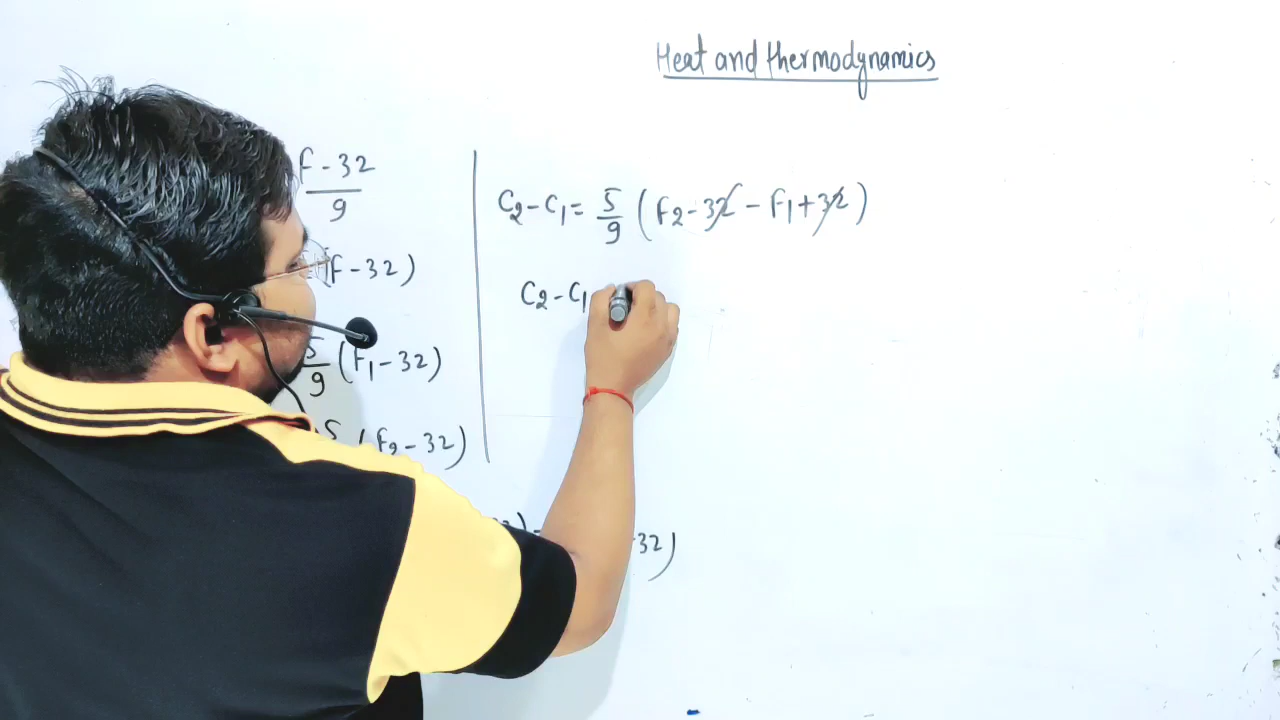 Heat and thermodynamics
F - 32
9
(F - 32)
5/9 (F₁ - 32)
5 (F₂ - 32)
C₂ - C₁ = 5/9 (F₂ - 32 - F₁ + 32)
C₂ - C₁
) = 32)